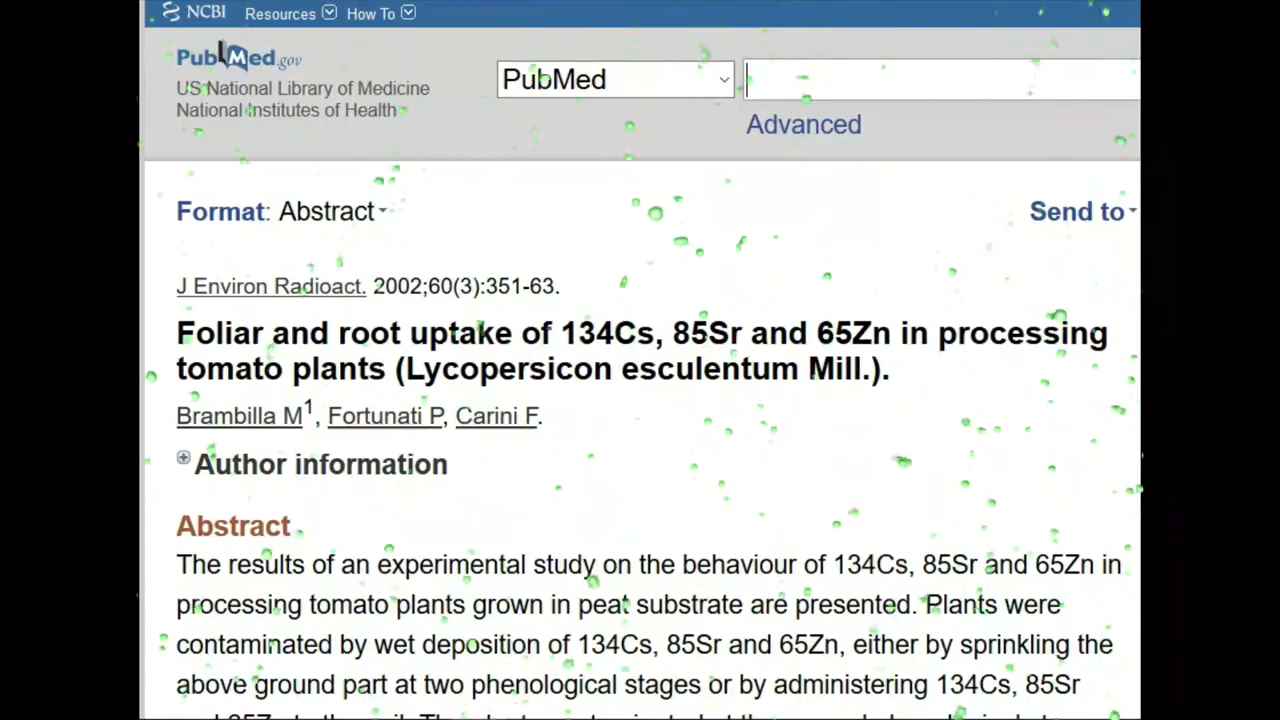 NCBI Resources How To
PubMed.gov
US National Library of Medicine
National Institutes of Health
PubMed
Advanced
Format: Abstract
Send to
J Environ Radioact. 2002;60(3):351-63.
Foliar and root uptake of 134Cs, 85Sr and 65Zn in processing
tomato plants (Lycopersicon esculentum Mill.).
Brambilla M1, Fortunati P, Carini F.
Author information
Abstract
The results of an experimental study on the behaviour of 134Cs, 85Sr and 65Zn in
processing tomato plants grown in peat substrate are presented. Plants were
contaminated by wet deposition of 134Cs, 85Sr and 65Zn, either by sprinkling the
above ground part at two phenological stages or by administering 134Cs, 85Sr